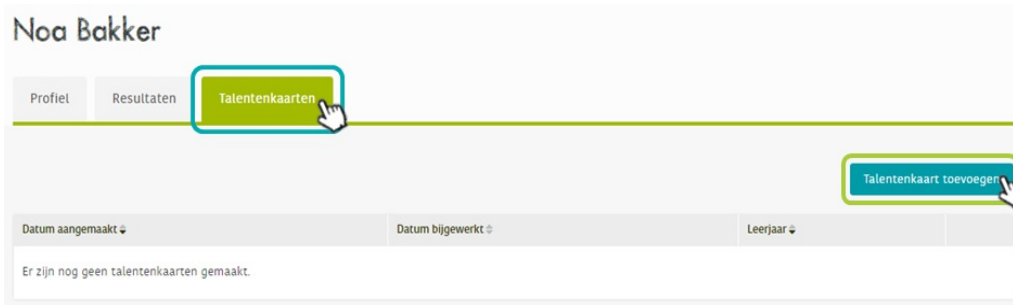 Noa Bakker
Profiel Resultaten Talentenkaarten
Talentenkaart toevoegen
Datum aangemaakt Datum bijgewerkt Leerjaar
Er zijn nog geen talentenkaarten gemaakt.